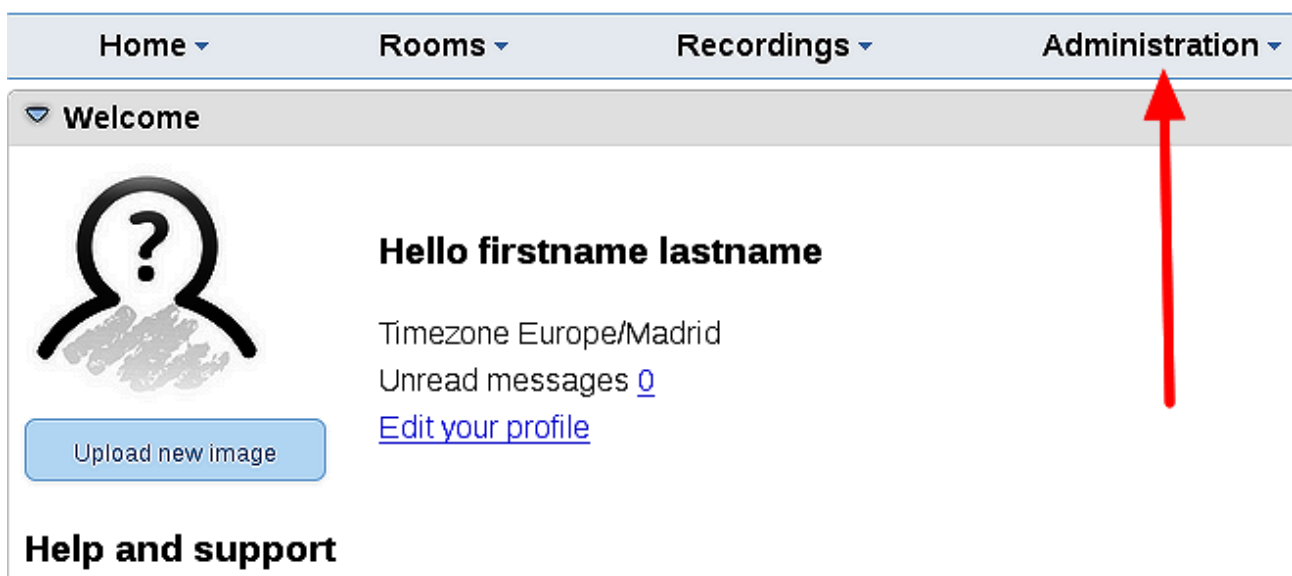 Home Rooms Recordings Administration
Welcome
?
Hello firstname lastname
Timezone Europe/Madrid
Unread messages 0
Edit your profile
Upload new image
Help and support